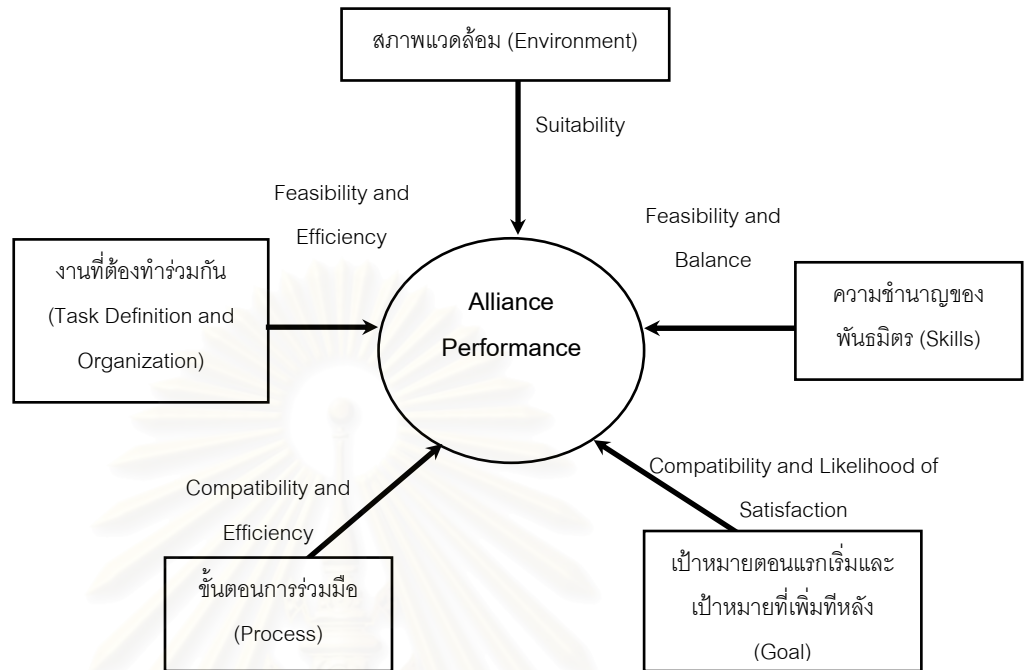 สภาพแวดล้อม (Environment)
Suitability
Feasibility and
Efficiency
Feasibility and
Balance
งานที่ต้องทำร่วมกัน
(Task Definition and
Organization)
Alliance
Performance
ความชำนาญของ
พันธมิตร (Skills)
Compatibility and
Efficiency
Compatibility and Likelihood of
Satisfaction
ขั้นตอนการร่วมมือ
(Process)
เป้าหมายตอนแรกเริ่มและ
เป้าหมายที่เพิ่มทีหลัง
(Goal)